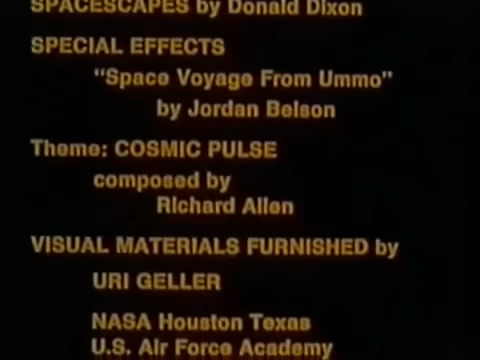 SPACESCAPES by Donald Dixon
SPECIAL EFFECTS
"Space Voyage From Ummo"
by Jordan Belson
Theme: COSMIC PULSE
composed by
Richard Allen
VISUAL MATERIALS FURNISHED by
URI GELLER
NASA Houston Texas
U.S. Air Force Academy